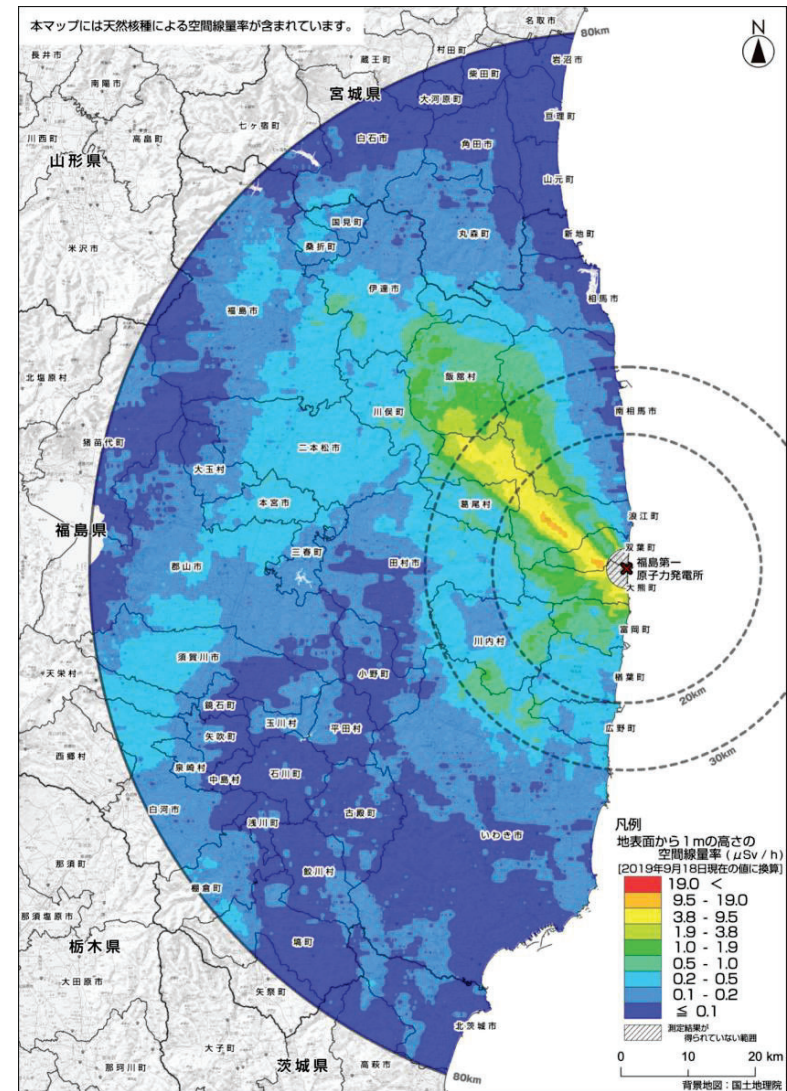 本マップには天然核種による空間線量率が含まれています。
名取市
80km
N
長井市
村田町
蔵王町
岩沼市
柴田町
南陽市
宮城県
大河原町
亘理町
七ヶ宿町
川西町
高畠町
白石市
角田市
山形県
山元町
国見町
丸森町
新地町
米沢市
桑折町
伊達市
相馬市
福島市
北塩原村
飯舘村
川俣町
南相馬市
猪苗代町
二本松市
大玉村
本宮市
葛尾村
浪江町
福島県
三春町
双葉町
田村市
福島第一
原子力発電所
郡山市
大熊町
富岡町
川内村
須賀川市
天栄村
小野町
楢葉町
20km
鏡石町
玉川村
平田村
広野町
矢吹町
西郷村
泉崎村
石川町
30km
中島村
白河市
古殿町
浅川町
いわき市
那須町
鮫川村
棚倉町
那須塩原市
塙町
栃木県
大田原市
矢祭町
北茨城市
大子町
那珂川町
茨城県
高萩市
80km
凡例
地表面から1mの高さの
空間線量率(μSv/h)
[2019年9月18日現在の値に換算]
19.0 <
9.5 - 19.0
3.8 - 9.5
1.9 - 3.8
1.0 - 1.9
0.5 - 1.0
0.2 - 0.5
0.1 - 0.2
≦ 0.1
測定結果が
得られていない範囲
0 10 20 km
背景地図:国土地理院